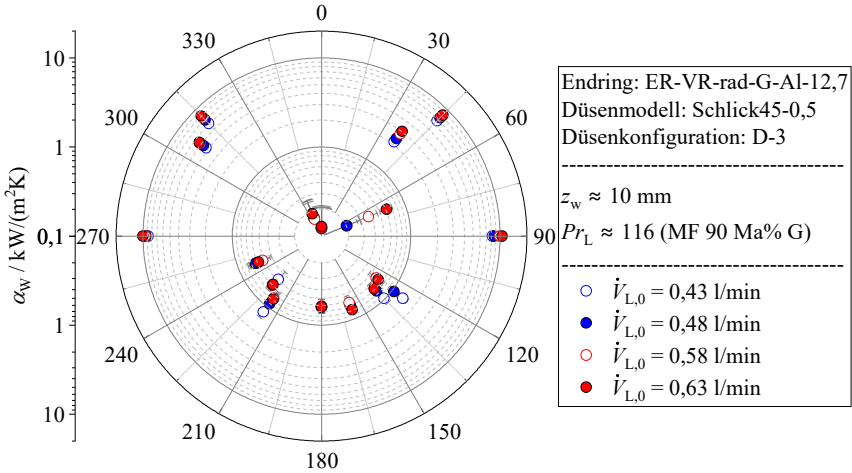 0
330
30
10
300
60
1
α_W / kW/(m²K)
0,1
270
90
1
240
120
10
210
150
180
Endring: ER-VR-rad-G-Al-12,7
Düsenmodell: Schlick45-0,5
Düsenkonfiguration: D-3
z_w ≈ 10 mm
Pr_L ≈ 116 (MF 90 Ma% G)
V̇_L,0 = 0,43 l/min
V̇_L,0 = 0,48 l/min
V̇_L,0 = 0,58 l/min
V̇_L,0 = 0,63 l/min